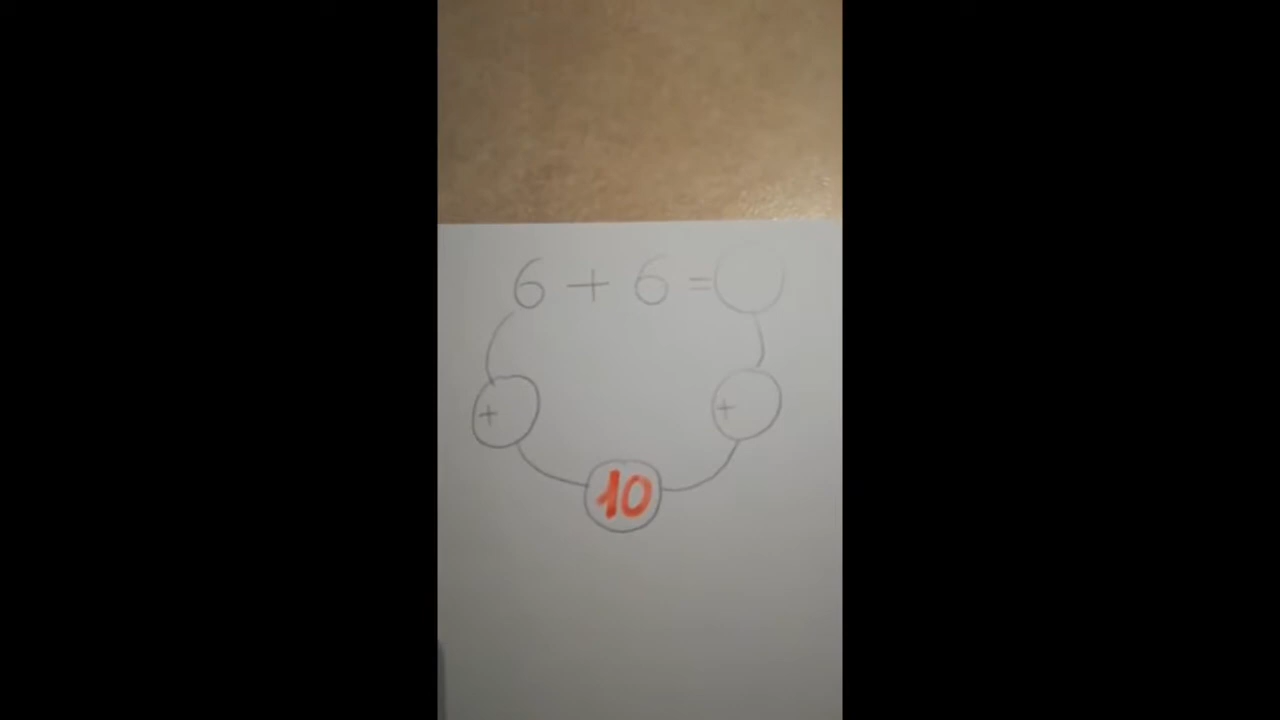 6 + 6 =
+ +
10